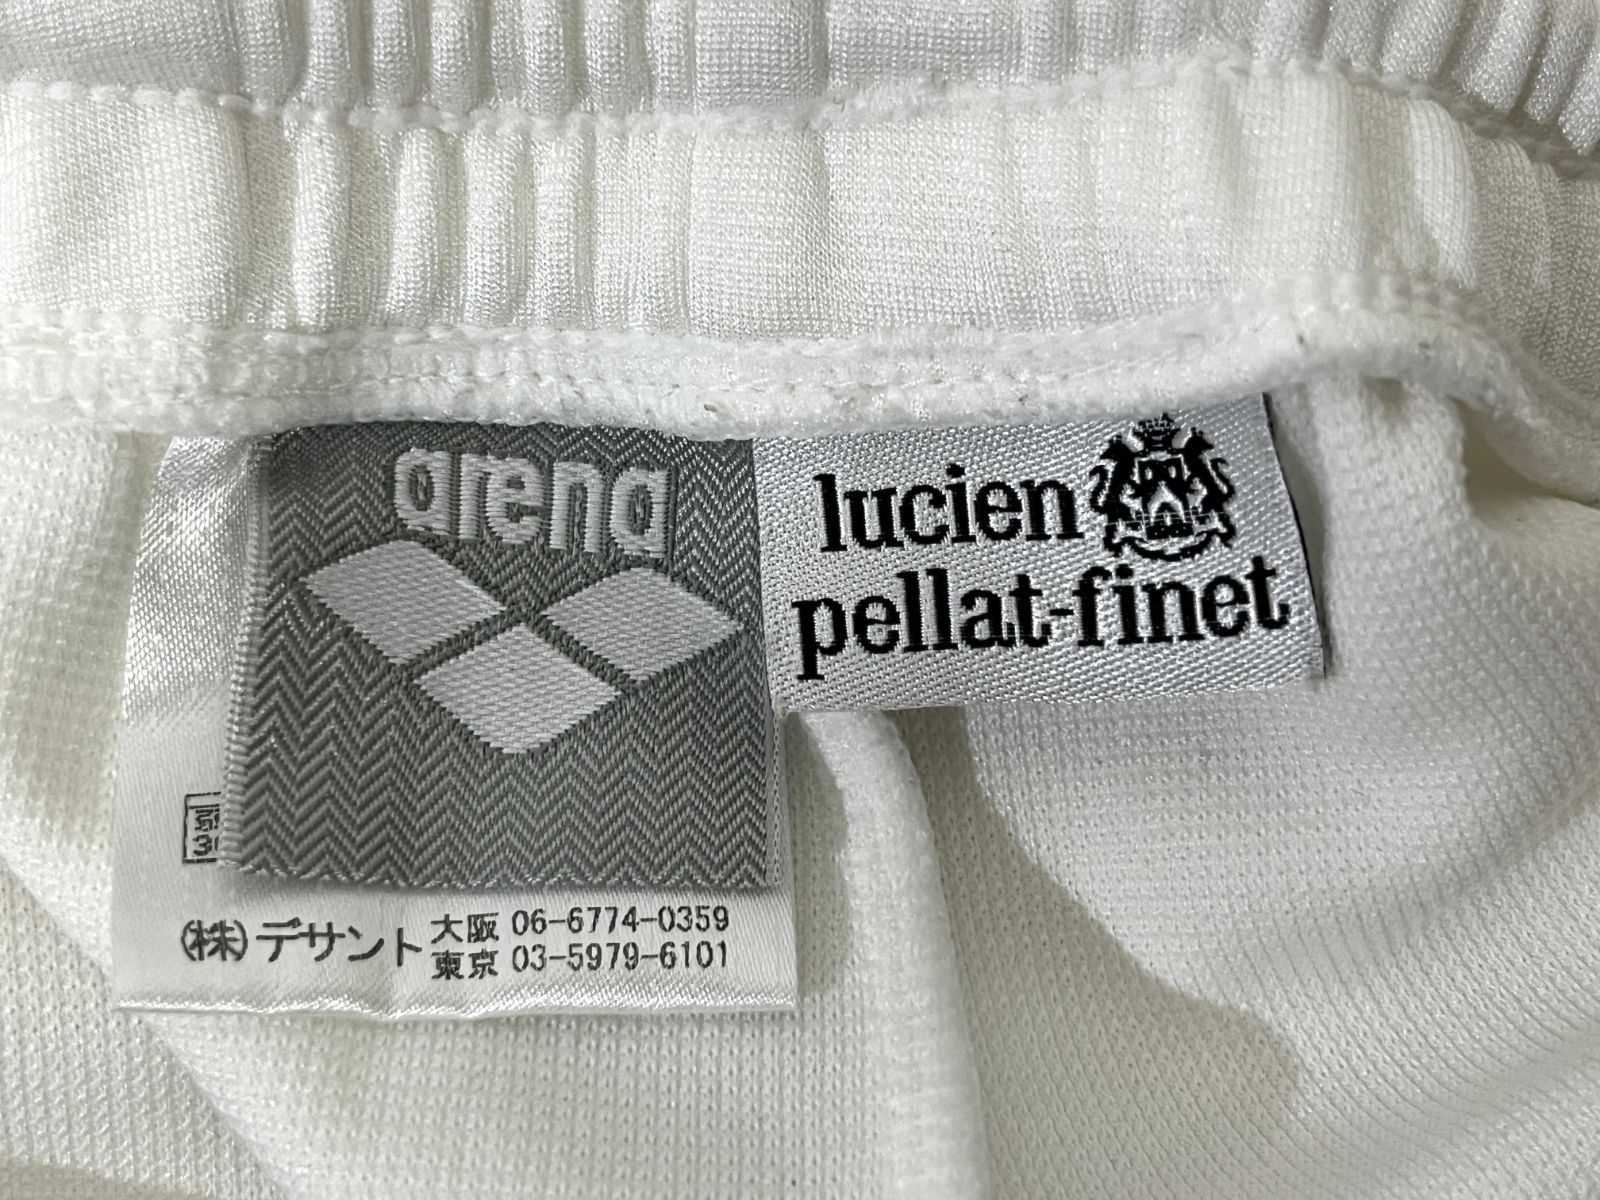 arena
lucien
pellat-finet
(株)デサント 大阪 06-6774-0359
東京 03-5979-6101